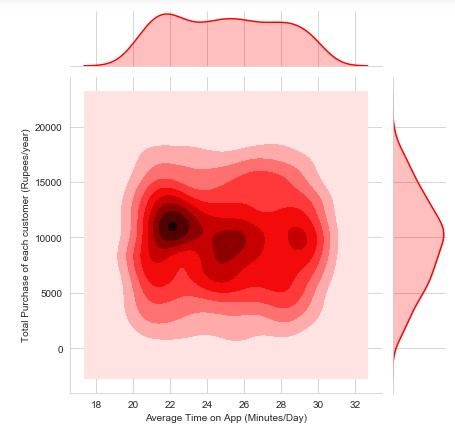 20000
15000
10000
5000
0
Total Purchase of each customer (Rupees/year)
18 20 22 24 26 28 30 32
Average Time on App (Minutes/Day)